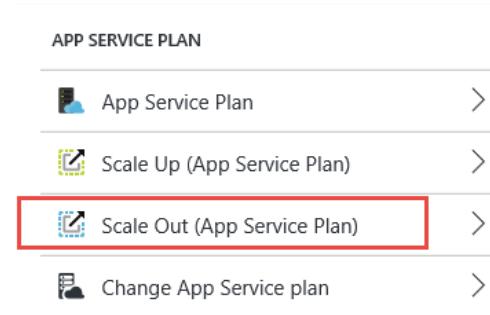 APP SERVICE PLAN
App Service Plan
Scale Up (App Service Plan)
Scale Out (App Service Plan)
Change App Service plan